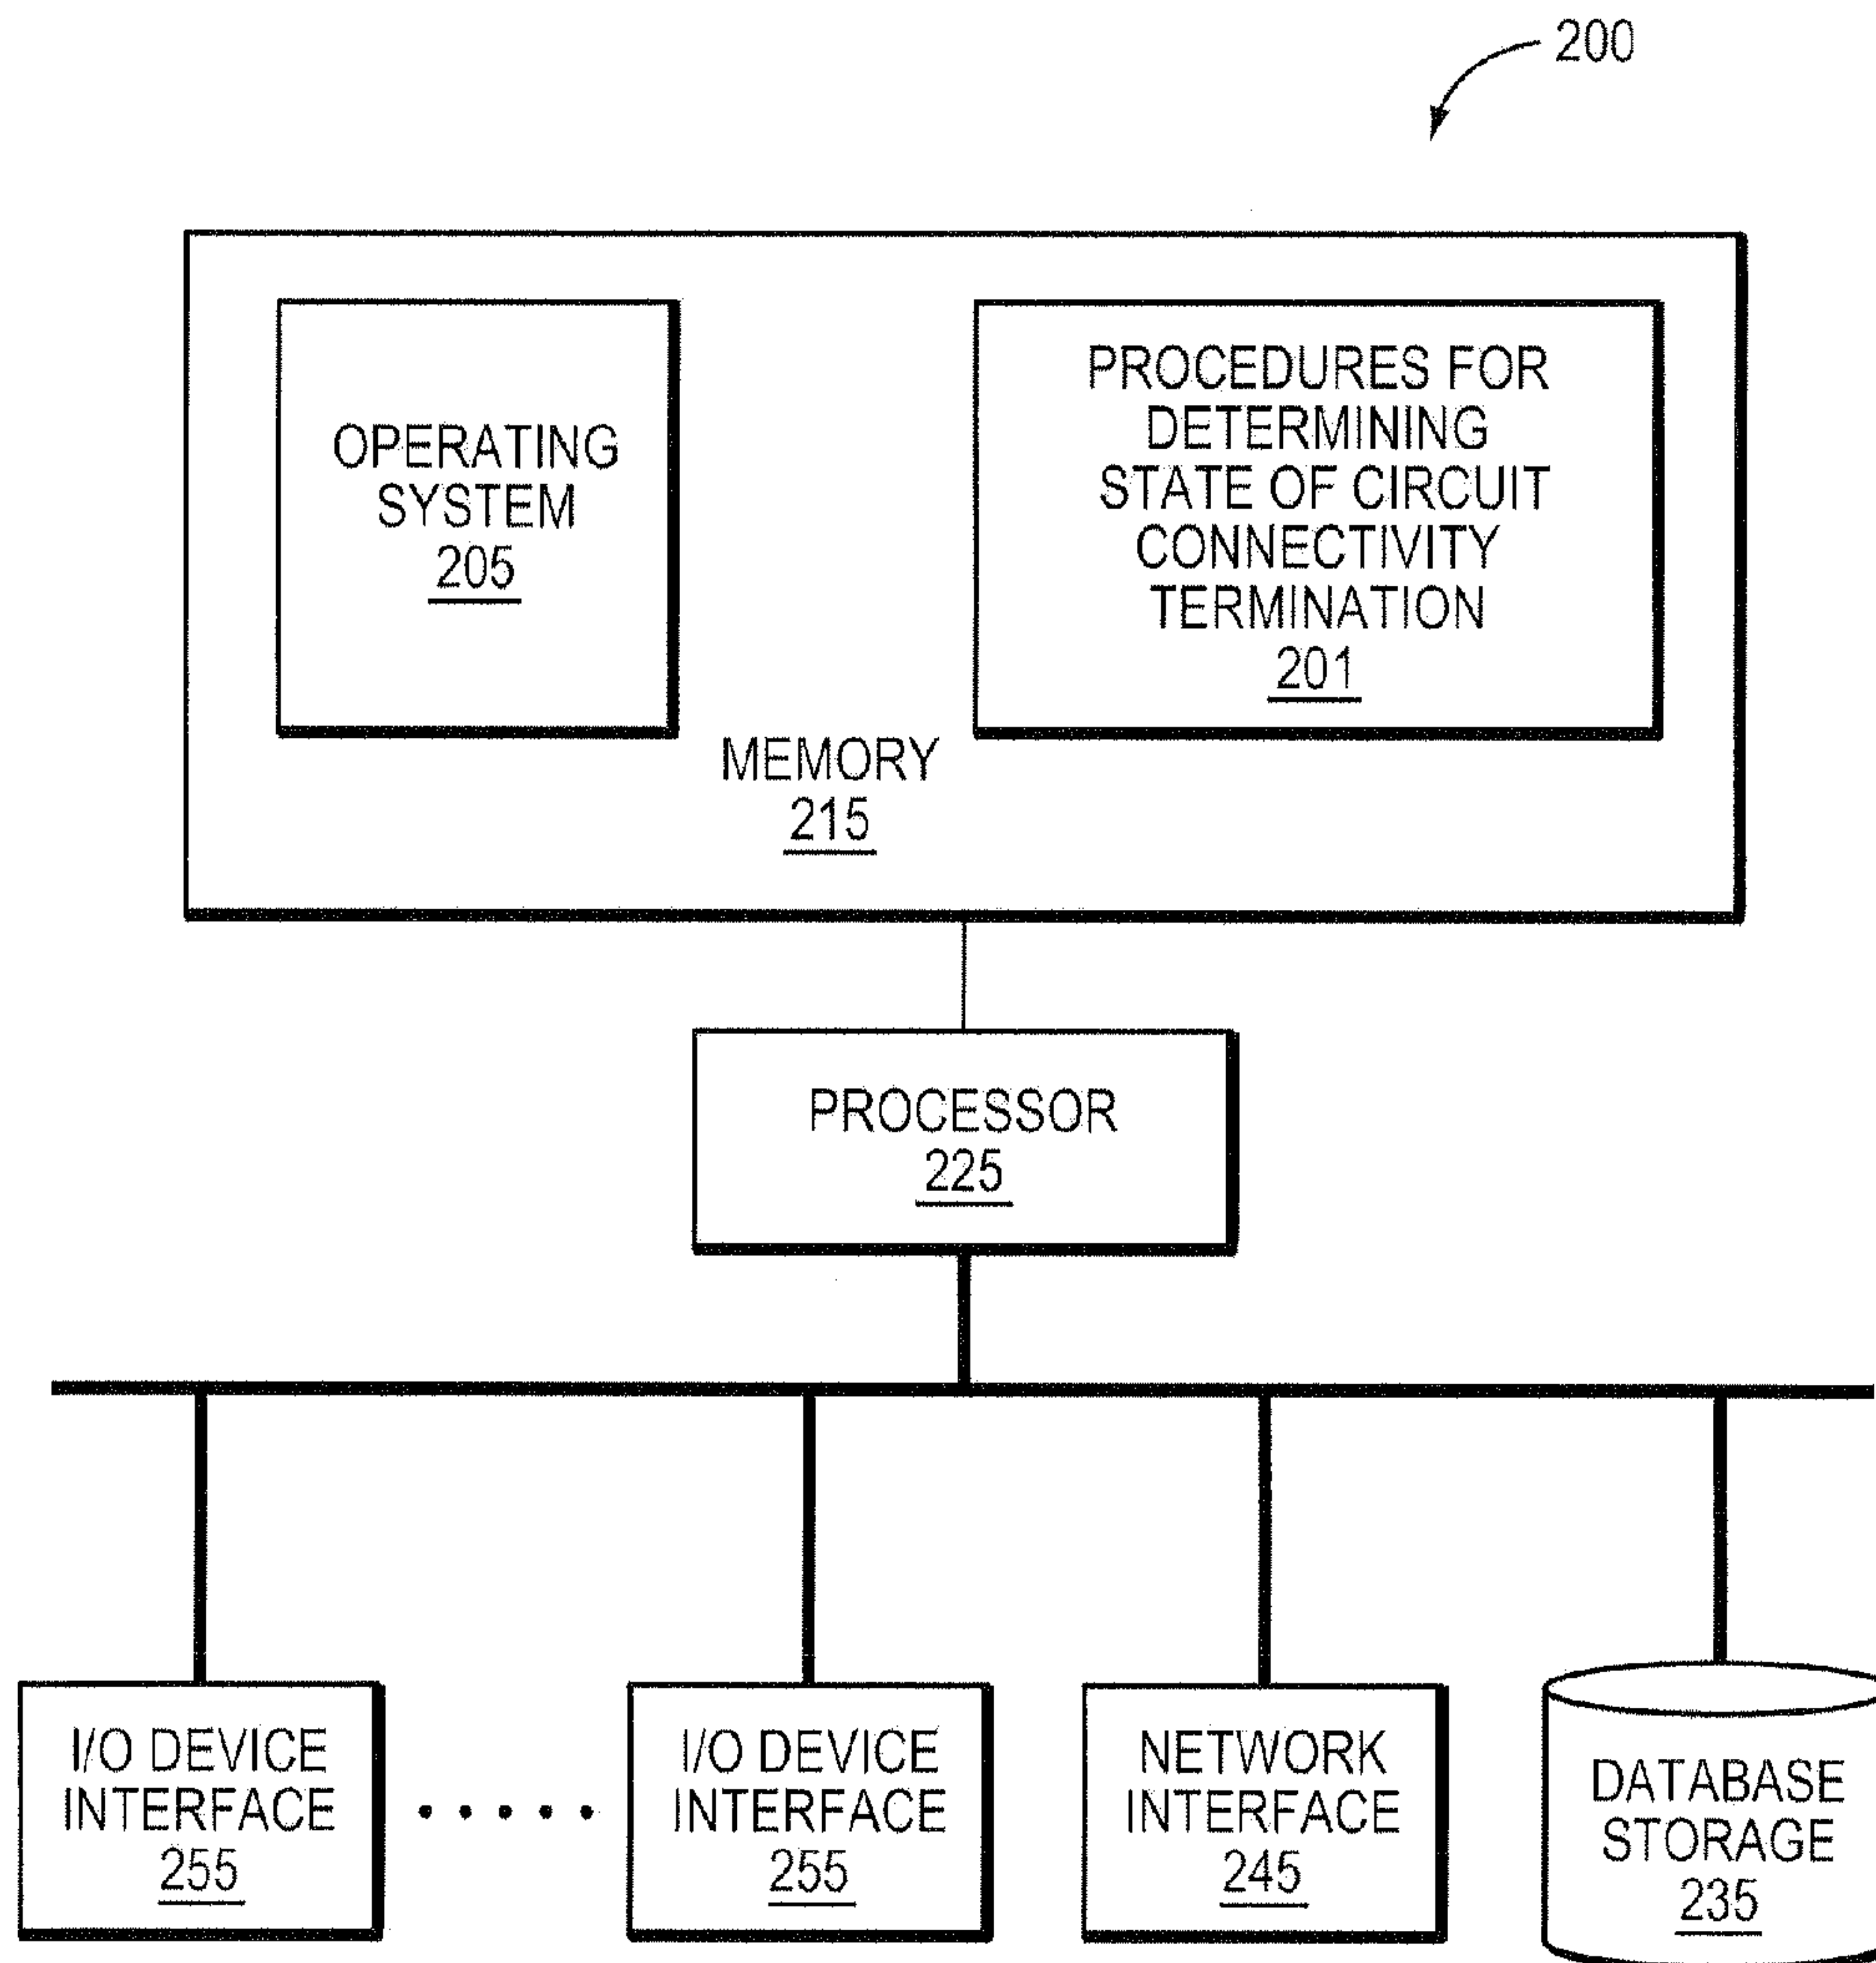 200
OPERATING
SYSTEM
205
PROCEDURES FOR
DETERMINING
STATE OF CIRCUIT
CONNECTIVITY
TERMINATION
201
MEMORY
215
PROCESSOR
225
I/O DEVICE
INTERFACE
255
I/O DEVICE
INTERFACE
255
NETWORK
INTERFACE
245
DATABASE
STORAGE
235